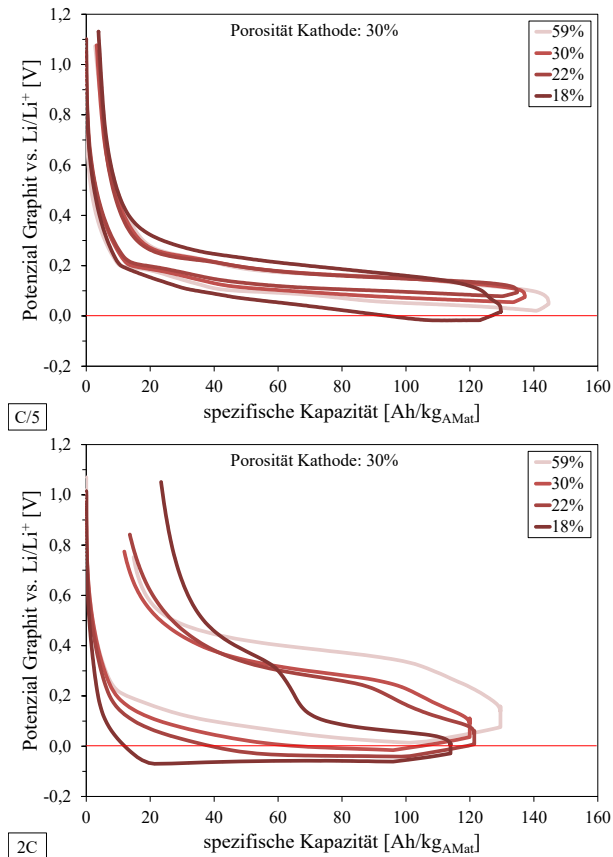 1,2
1,0
0,8
0,6
0,4
0,2
0,0
-0,2
Potenzial Graphit vs. Li/Li⁺ [V]
Porosität Kathode: 30%
59%
30%
22%
18%
0 20 40 60 80 100 120 140 160
spezifische Kapazität [Ah/kg_AMat]
C/5
1,2
1,0
0,8
0,6
0,4
0,2
0,0
-0,2
Potenzial Graphit vs. Li/Li⁺ [V]
Porosität Kathode: 30%
59%
30%
22%
18%
0 20 40 60 80 100 120 140 160
spezifische Kapazität [Ah/kg_AMat]
2C